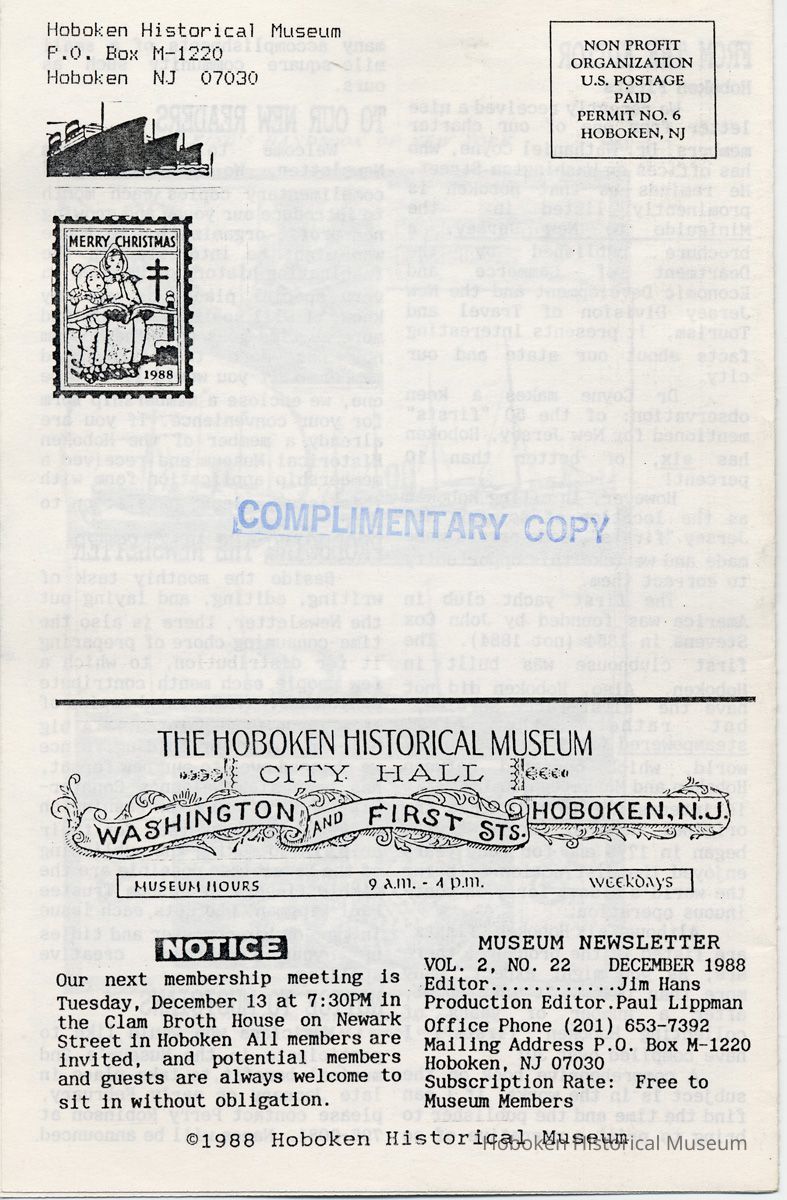 Hoboken Historical Museum
P.O. Box M-1220
Hoboken NJ 07030
NON PROFIT
ORGANIZATION
U.S. POSTAGE
PAID
PERMIT NO. 6
HOBOKEN, NJ
MERRY CHRISTMAS
1988
COMPLIMENTARY COPY
THE HOBOKEN HISTORICAL MUSEUM
CITY HALL
WASHINGTON AND FIRST STS. HOBOKEN, N.J.
MUSEUM HOURS 9 A.M. - 4 P.M. WEEKDAYS
NOTICE
Our next membership meeting is
Tuesday, December 13 at 7:30PM in
the Clam Broth House on Newark
Street in Hoboken All members are
invited, and potential members
and guests are always welcome to
sit in without obligation.
MUSEUM NEWSLETTER
VOL. 2, NO. 22 DECEMBER 1988
Editor............Jim Hans
Production Editor.Paul Lippman
Office Phone (201) 653-7392
Mailing Address P.O. Box M-1220
Hoboken, NJ 07030
Subscription Rate: Free to
Museum Members
©1988 Hoboken Historical Museum
Hoboken Historical Museum